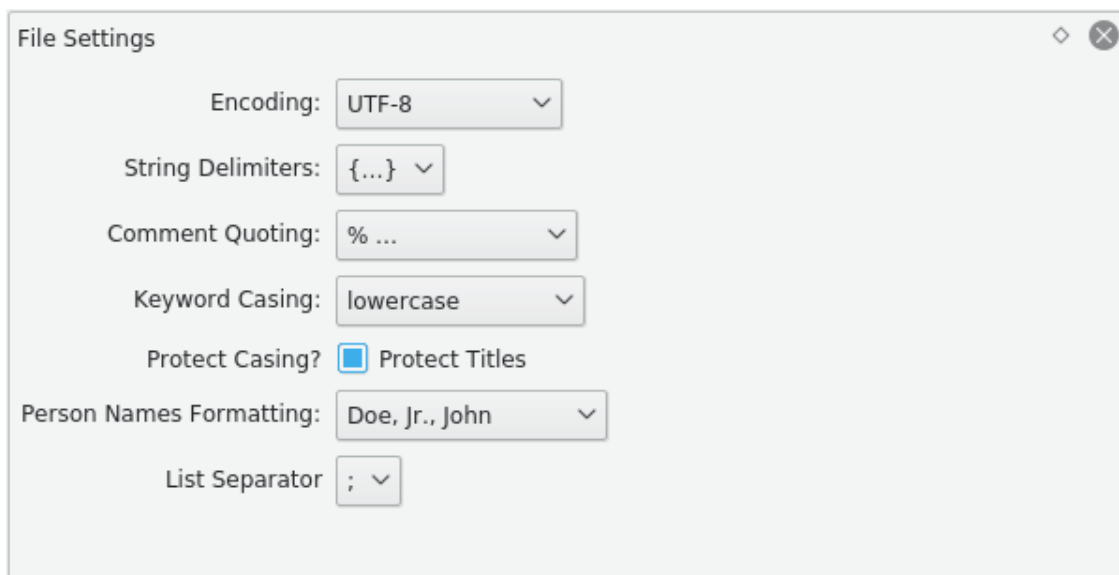 File Settings
Encoding: UTF-8
String Delimiters: {...}
Comment Quoting: % ...
Keyword Casing: lowercase
Protect Casing? Protect Titles
Person Names Formatting: Doe, Jr., John
List Separator ;